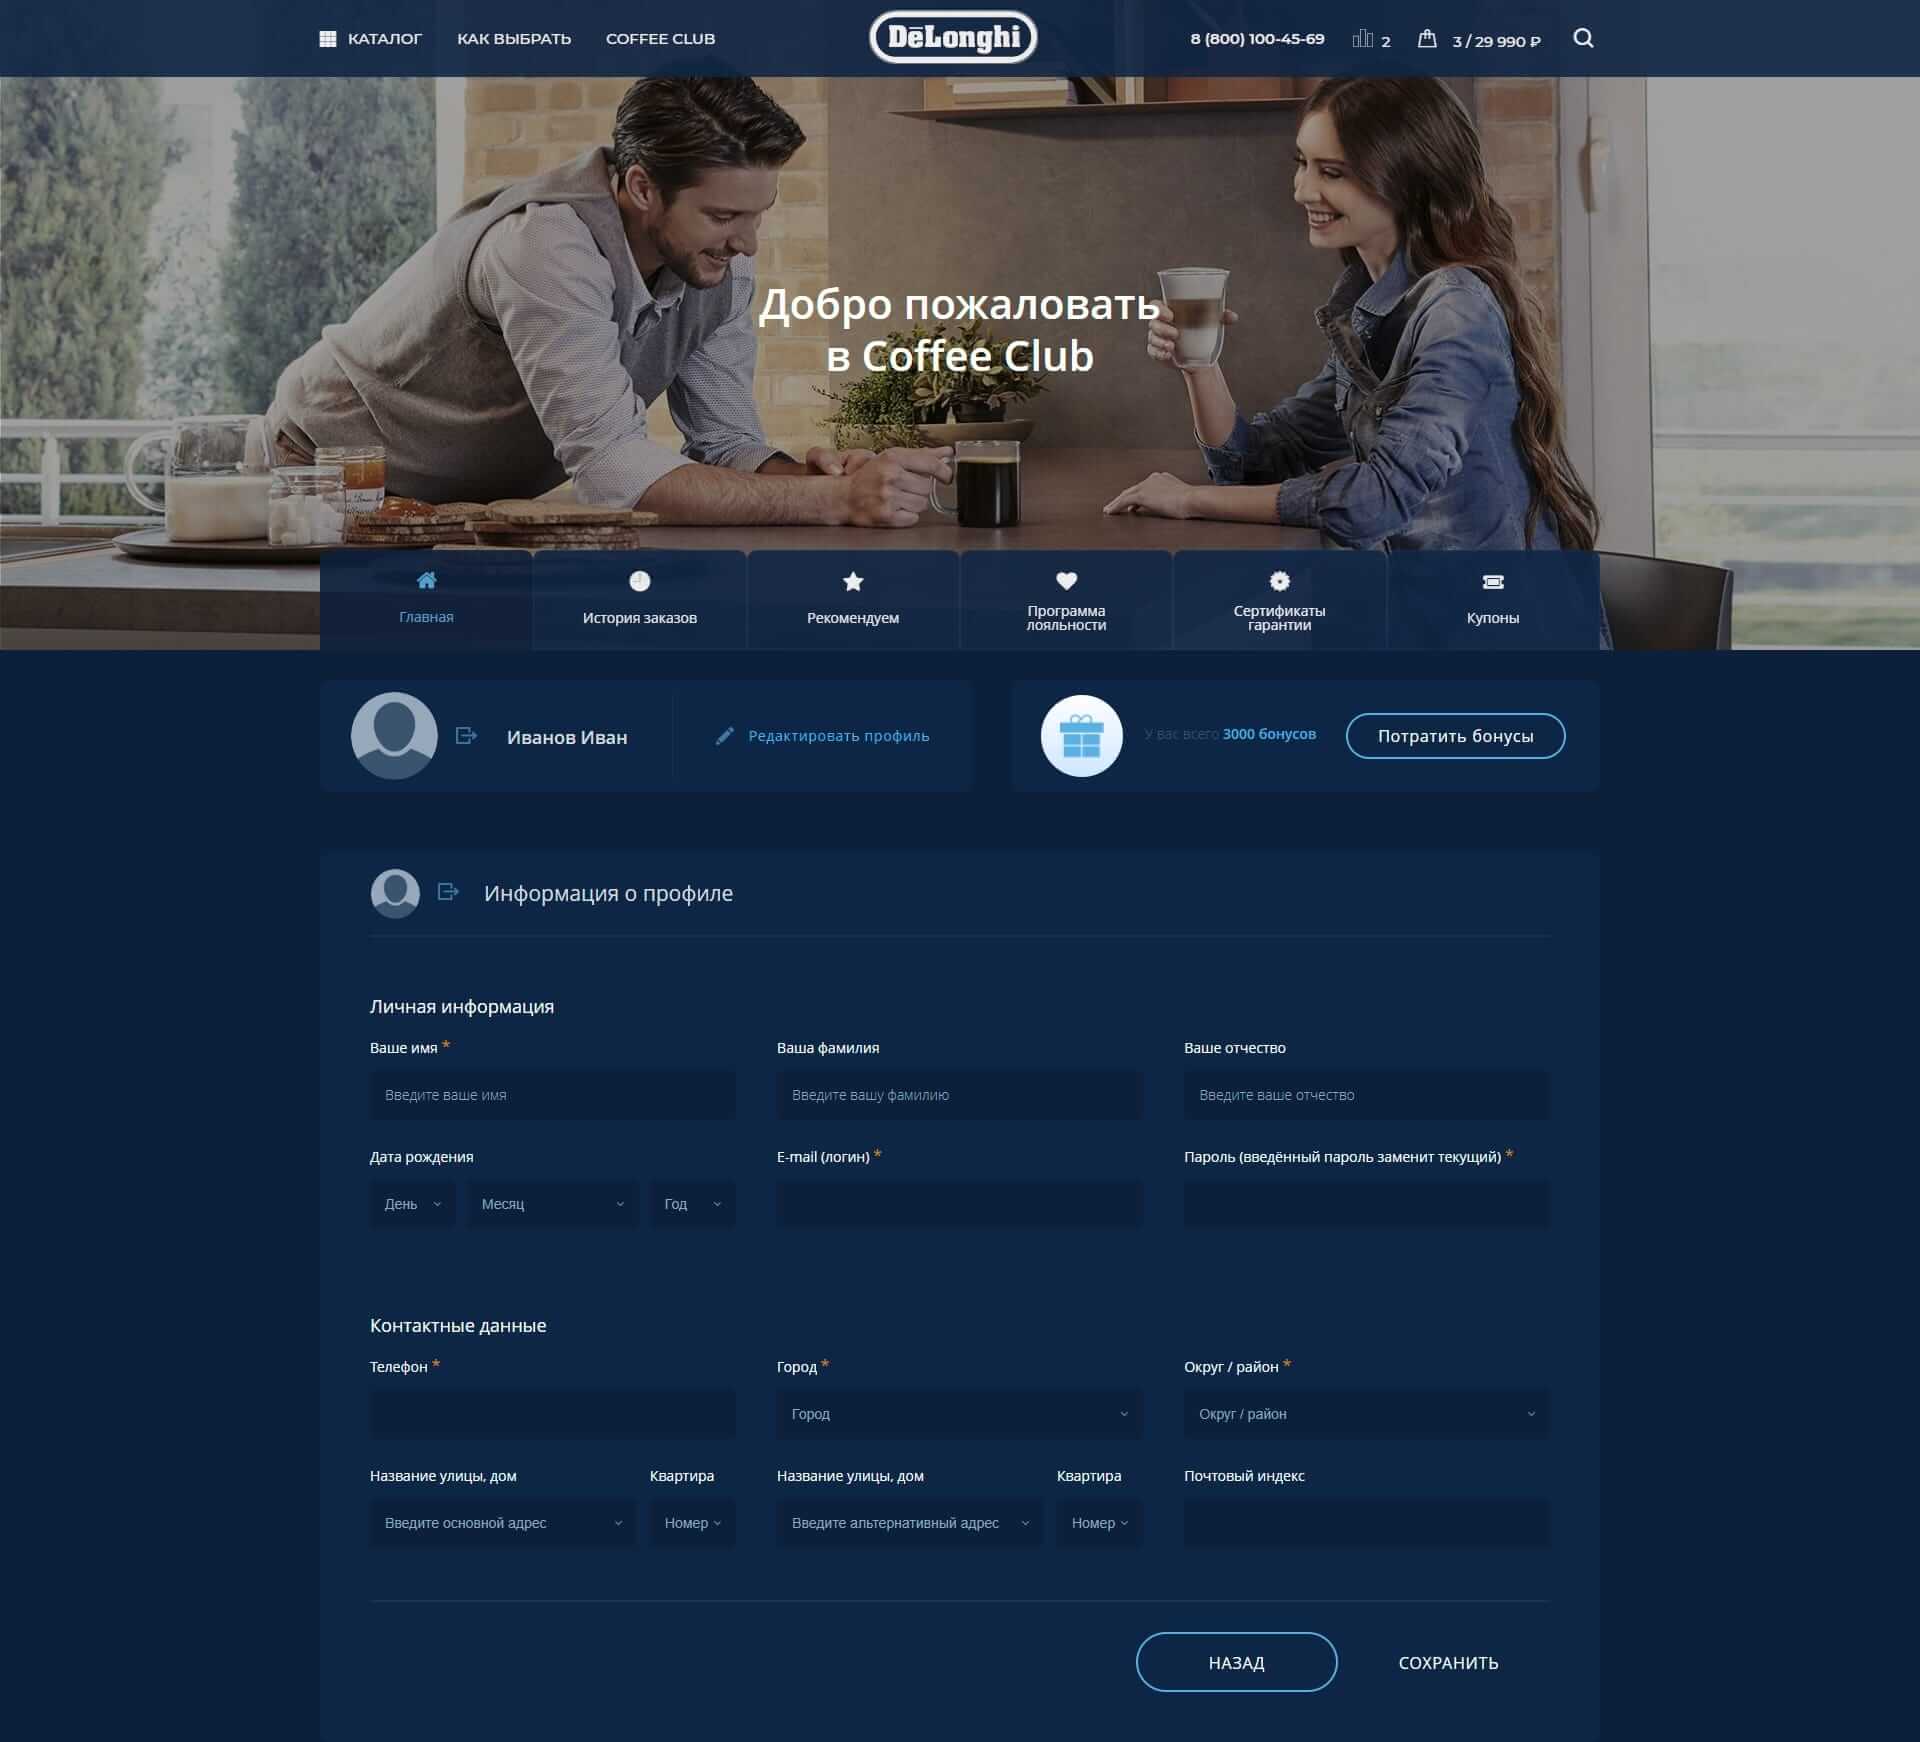 КАТАЛОГ
КАК ВЫБРАТЬ
COFFEE CLUB
DēLonghi
8 (800) 100-45-69
2
3 / 29 990 ₽
Добро пожаловать
в Coffee Club
Главная
История заказов
Рекомендуем
Программа
лояльности
Сертификаты
гарантии
Купоны
Иванов Иван
Редактировать профиль
У вас всего 3000 бонусов
Потратить бонусы
Информация о профиле
Личная информация
Ваше имя *
Ваша фамилия
Ваше отчество
Введите ваше имя
Введите вашу фамилию
Введите ваше отчество
Дата рождения
E-mail (логин) *
Пароль (введённый пароль заменит текущий) *
День
Месяц
Год
Контактные данные
Телефон *
Город *
Округ / район *
Город
Округ / район
Название улицы, дом
Квартира
Название улицы, дом
Квартира
Почтовый индекс
Введите основной адрес
Номер
Введите альтернативный адрес
Номер
НАЗАД
СОХРАНИТЬ